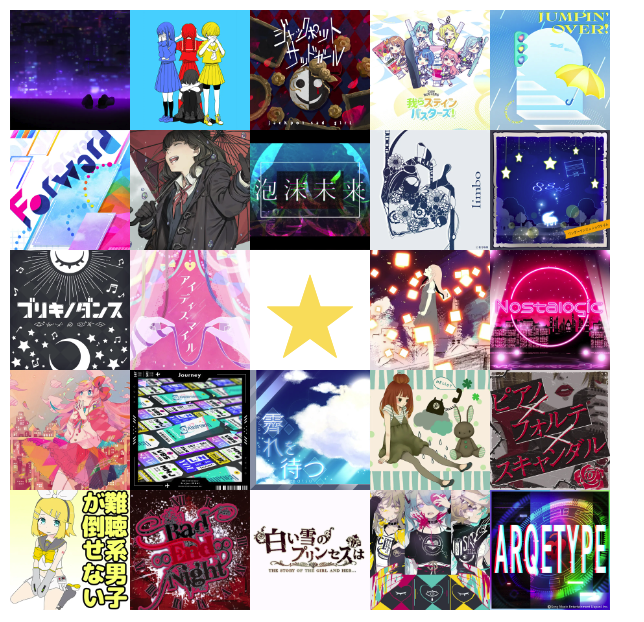 ジャックポット
サッドガール
jackpot sad girl
我ら
スティン
バスターズ!
JUMPIN'
OVER!
Forward
泡沫未来
limbo
ブリキノダンス
アイディスマイル
Nostalogic
Journey
霽れを
待つ
ピアノ
×フォルテ
×スキャンダル
難聴系男子
が倒せない
Bad
End
Night
白い雪の
プリンセスは
THE STORY OF THE GIRL AND HER...
ARQETYPE